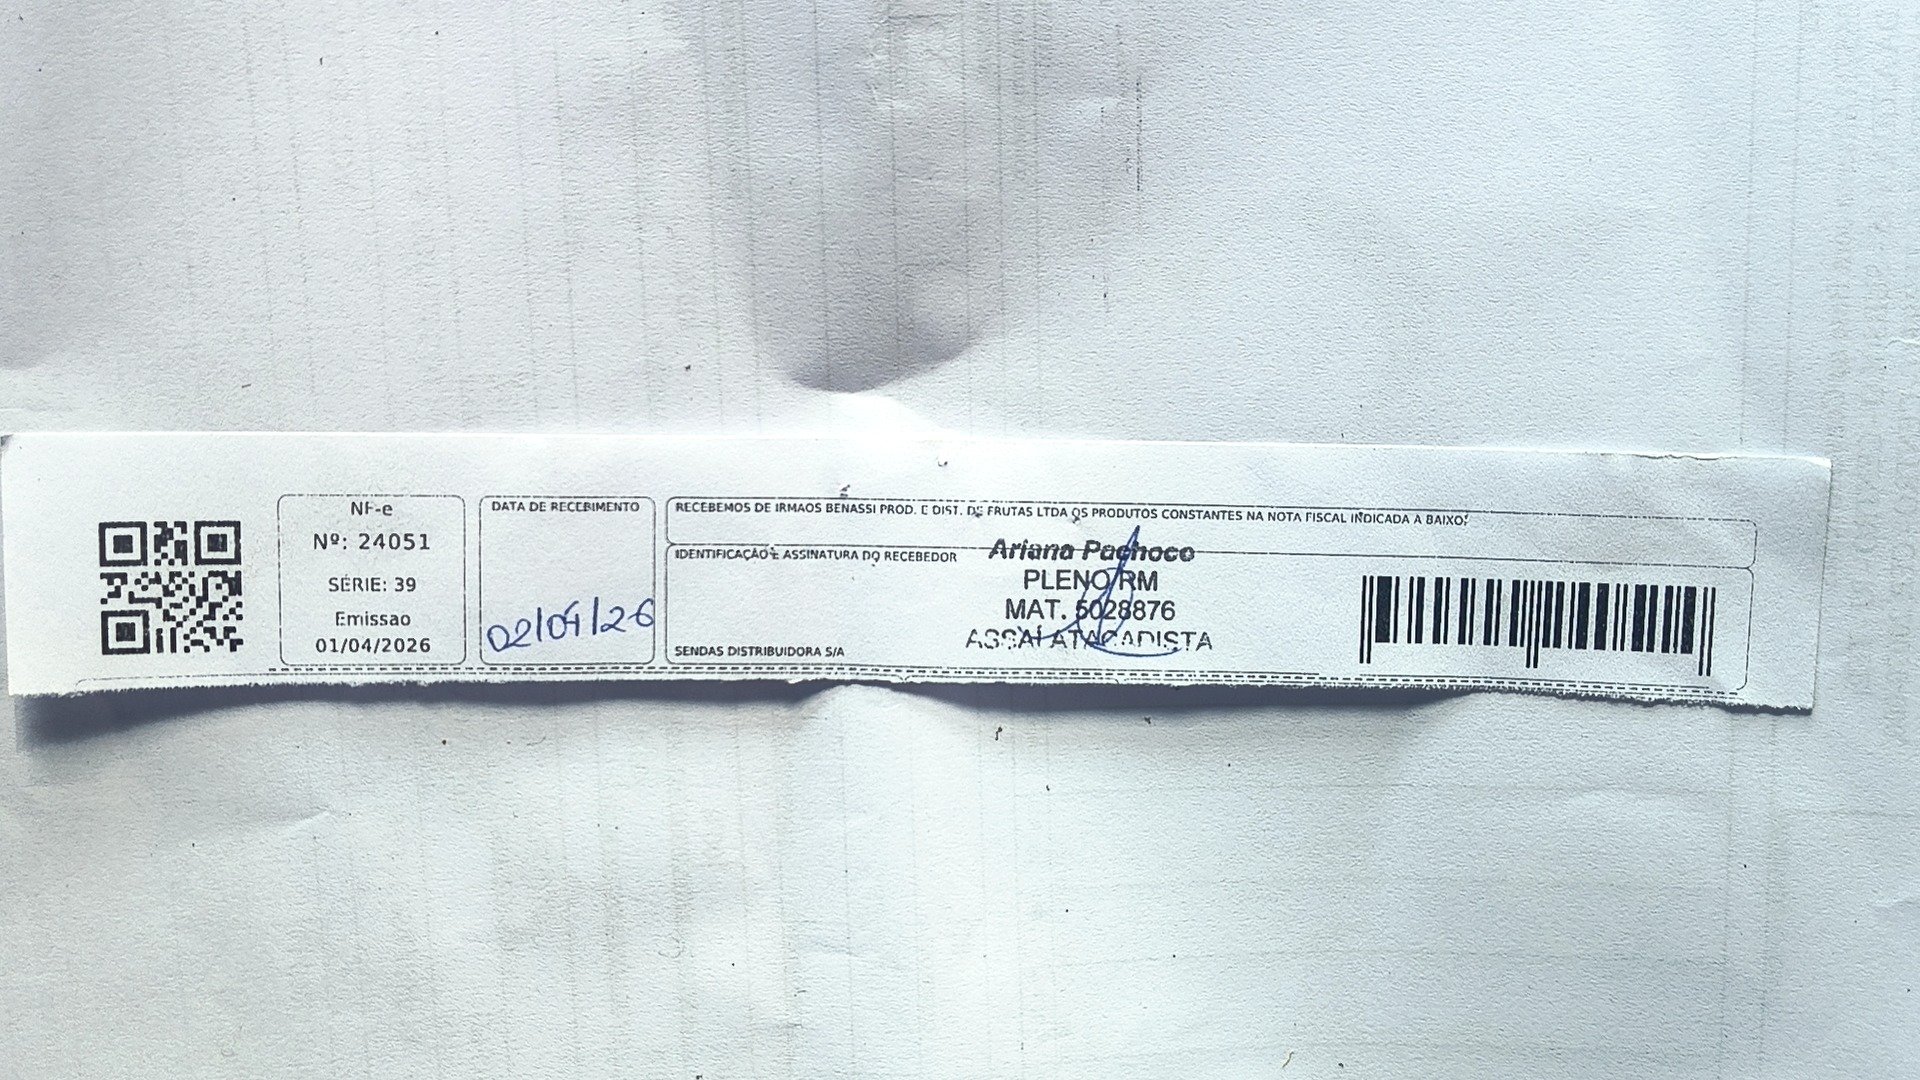 NF-e
Nº: 24051
SÉRIE: 39
Emissao
01/04/2026
DATA DE RECEBIMENTO
02/04/26
RECEBEMOS DE IRMAOS BENASSI PROD. E DIST. DE FRUTAS LTDA OS PRODUTOS CONSTANTES NA NOTA FISCAL INDICADA A BAIXO:
IDENTIFICAÇÃO E ASSINATURA DO RECEBEDOR
Ariana Pachoco
PLENO RM
MAT. 5028876
ASSAI ATACADISTA
SENDAS DISTRIBUIDORA S/A